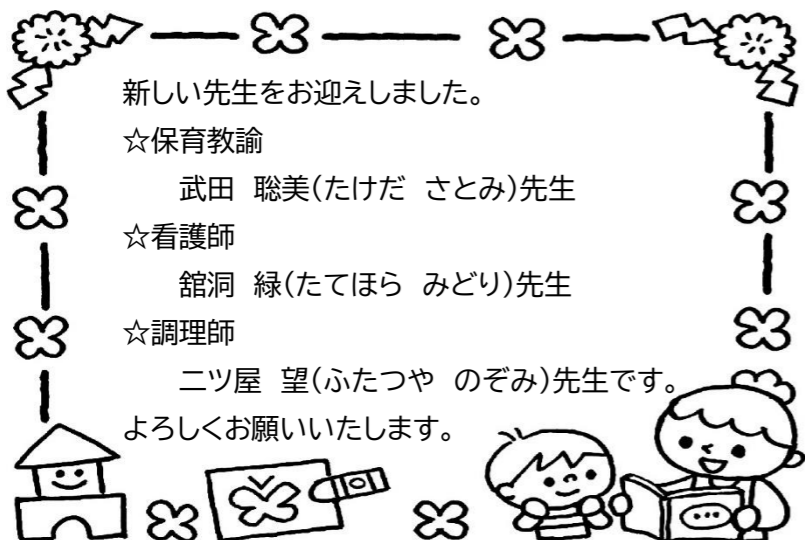 新しい先生をお迎えしました。
☆保育教諭
武田　聡美(たけだ　さとみ)先生
☆看護師
舘洞　緑(たてほら　みどり)先生
☆調理師
二ツ屋　望(ふたつや　のぞみ)先生です。
よろしくお願いいたします。